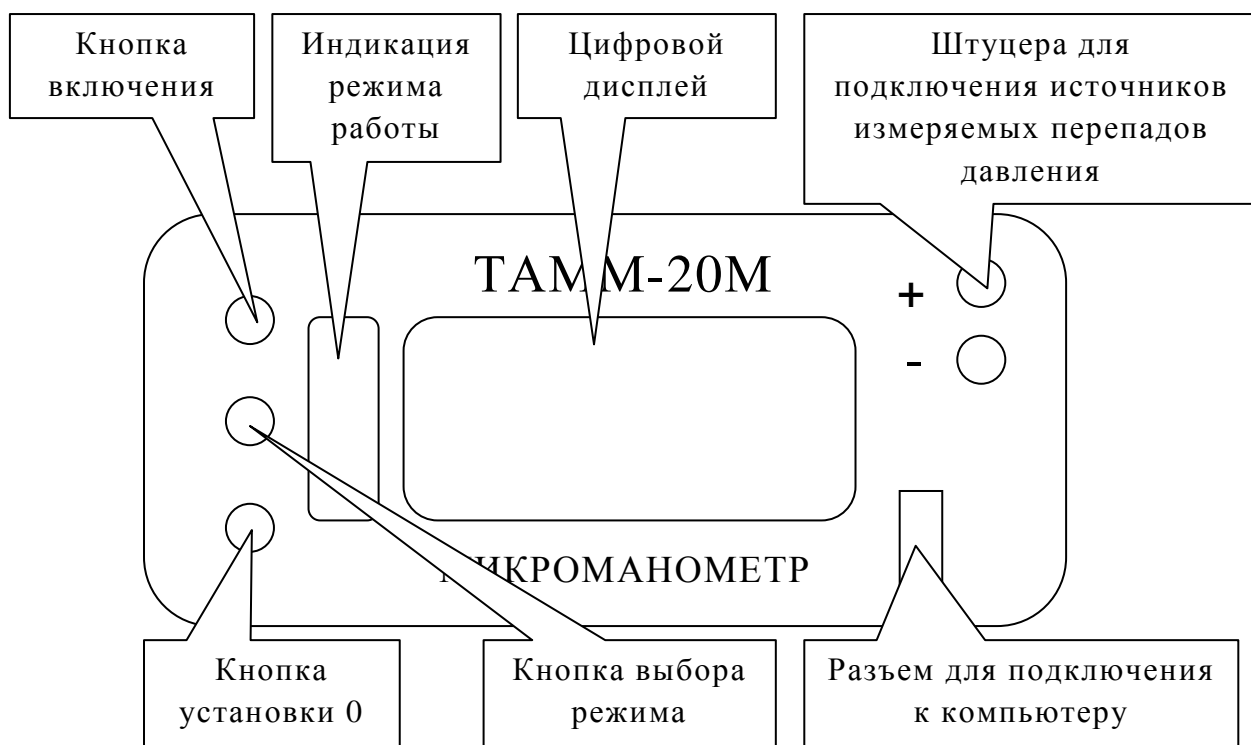 Кнопка
включения
Индикация
режима
работы
Цифровой
дисплей
Штуцера для
подключения источников
измеряемых перепадов
давления
ТАММ-20М
+
-
МИКРОМАНОМЕТР
Кнопка
установки 0
Кнопка выбора
режима
Разъем для подключения
к компьютеру